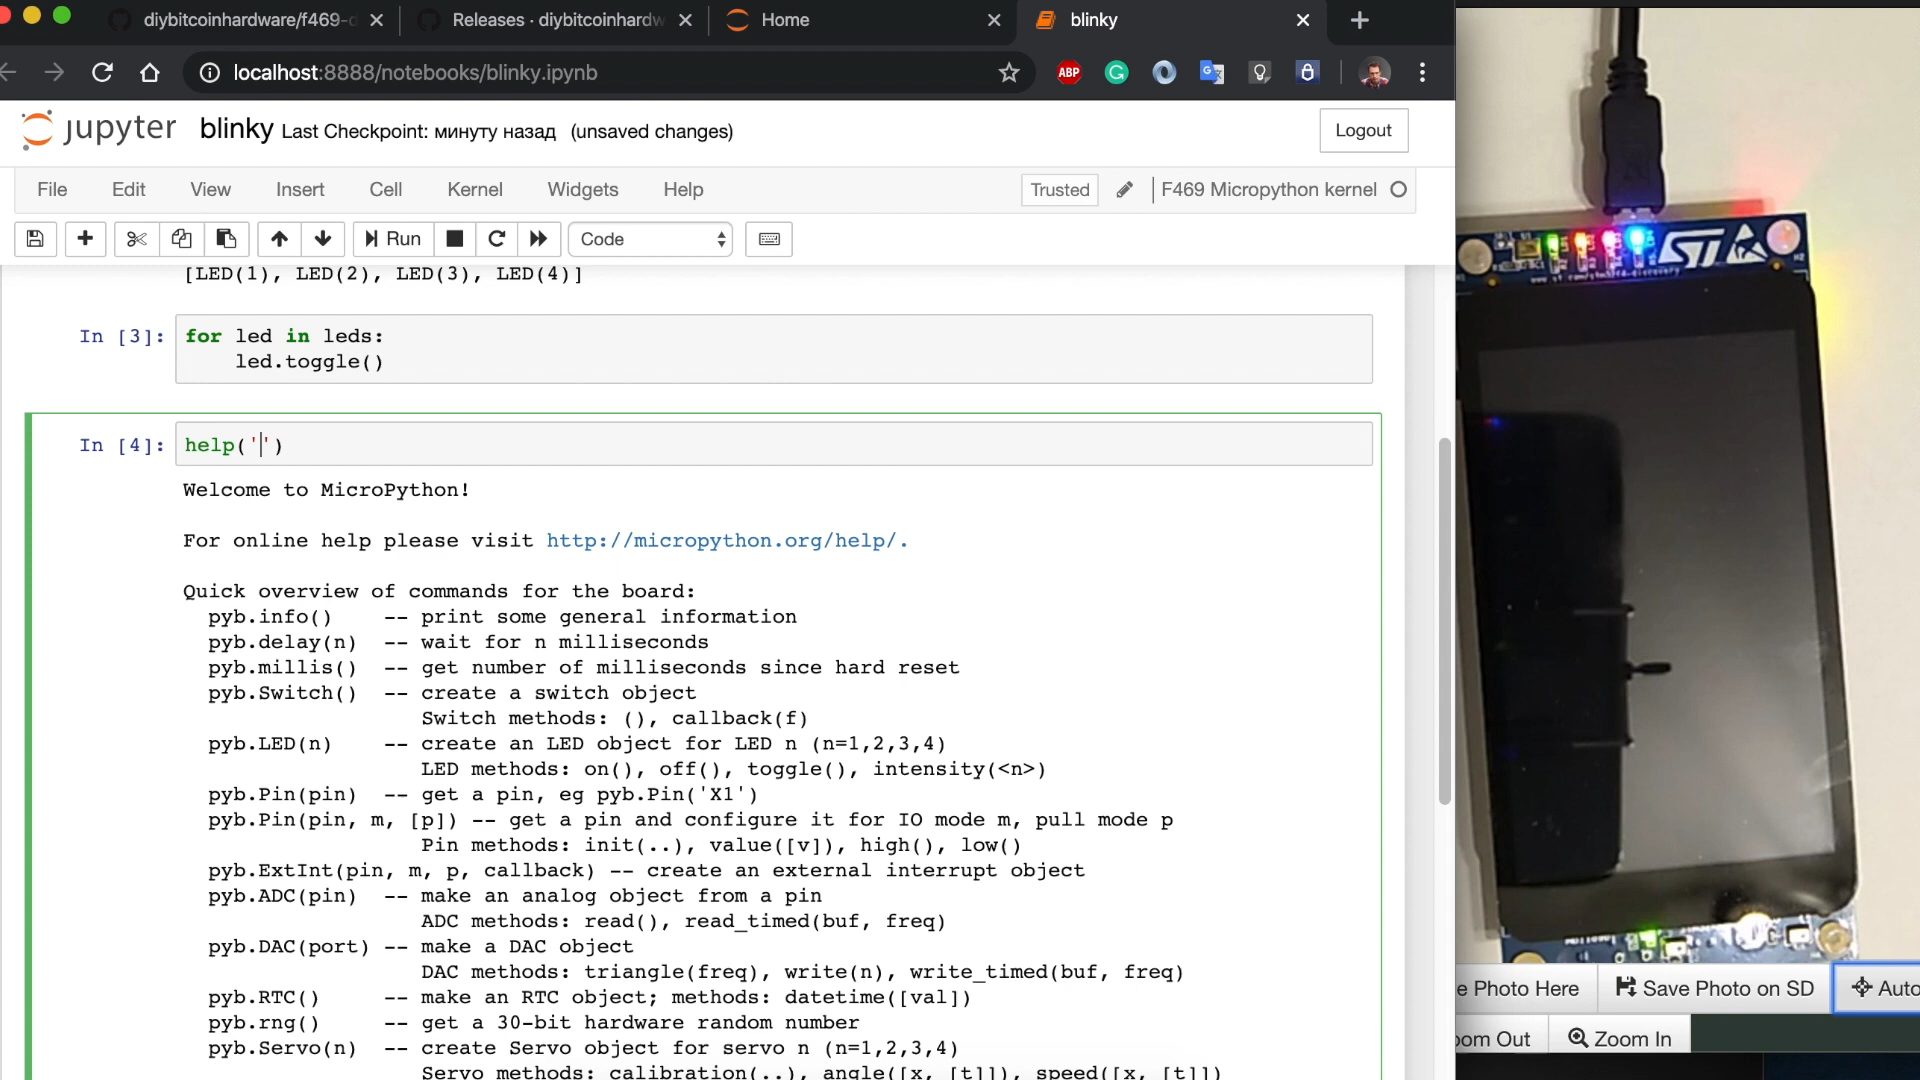 diybitcoinhardware/f469-d
Releases · diybitcoinhardw
Home
blinky
localhost:8888/notebooks/blinky.ipynb
ABP
jupyter blinky Last Checkpoint: минуту назад (unsaved changes)
Logout
File Edit View Insert Cell Kernel Widgets Help
Trusted F469 Micropython kernel
Run Code
[LED(1), LED(2), LED(3), LED(4)]
In [3]: for led in leds:
led.toggle()
In [4]: help('')
Welcome to MicroPython!
For online help please visit http://micropython.org/help/.
Quick overview of commands for the board:
pyb.info() -- print some general information
pyb.delay(n) -- wait for n milliseconds
pyb.millis() -- get number of milliseconds since hard reset
pyb.Switch() -- create a switch object
Switch methods: (), callback(f)
pyb.LED(n) -- create an LED object for LED n (n=1,2,3,4)
LED methods: on(), off(), toggle(), intensity(<n>)
pyb.Pin(pin) -- get a pin, eg pyb.Pin('X1')
pyb.Pin(pin, m, [p]) -- get a pin and configure it for IO mode m, pull mode p
Pin methods: init(..), value([v]), high(), low()
pyb.ExtInt(pin, m, p, callback) -- create an external interrupt object
pyb.ADC(pin) -- make an analog object from a pin
ADC methods: read(), read_timed(buf, freq)
pyb.DAC(port) -- make a DAC object
DAC methods: triangle(freq), write(n), write_timed(buf, freq)
pyb.RTC() -- make an RTC object; methods: datetime([val])
pyb.rng() -- get a 30-bit hardware random number
pyb.Servo(n) -- create Servo object for servo n (n=1,2,3,4)
Servo methods: calibration(..), angle([x, [t]]), speed([x, [t]])
ST
e Photo Here
Save Photo on SD
Auto
oom Out
Zoom In